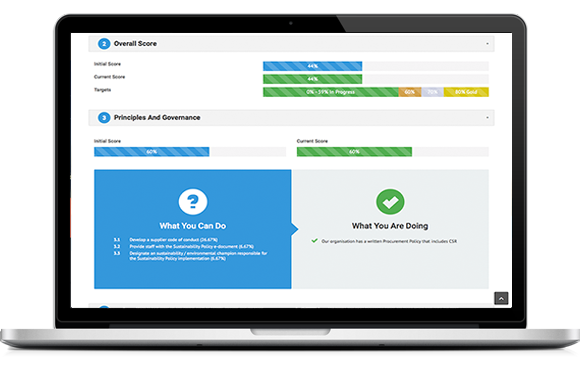 2 Overall Score
Initial Score
44%
Current Score
44%
Targets
0% - 59% In Progress
60%
70%
80% Gold
3 Principles And Governance
Initial Score
Current Score
60%
60%
?
What You Can Do
3.1 Develop a supplier code of conduct (26.67%)
3.2 Provide staff with the Sustainability Policy e-document (6.67%)
3.3 Designate an sustainability / environmental champion responsible for
the Sustainability Policy implementation (6.67%)
What You Are Doing
Our organisation has a written Procurement Policy that includes CSR